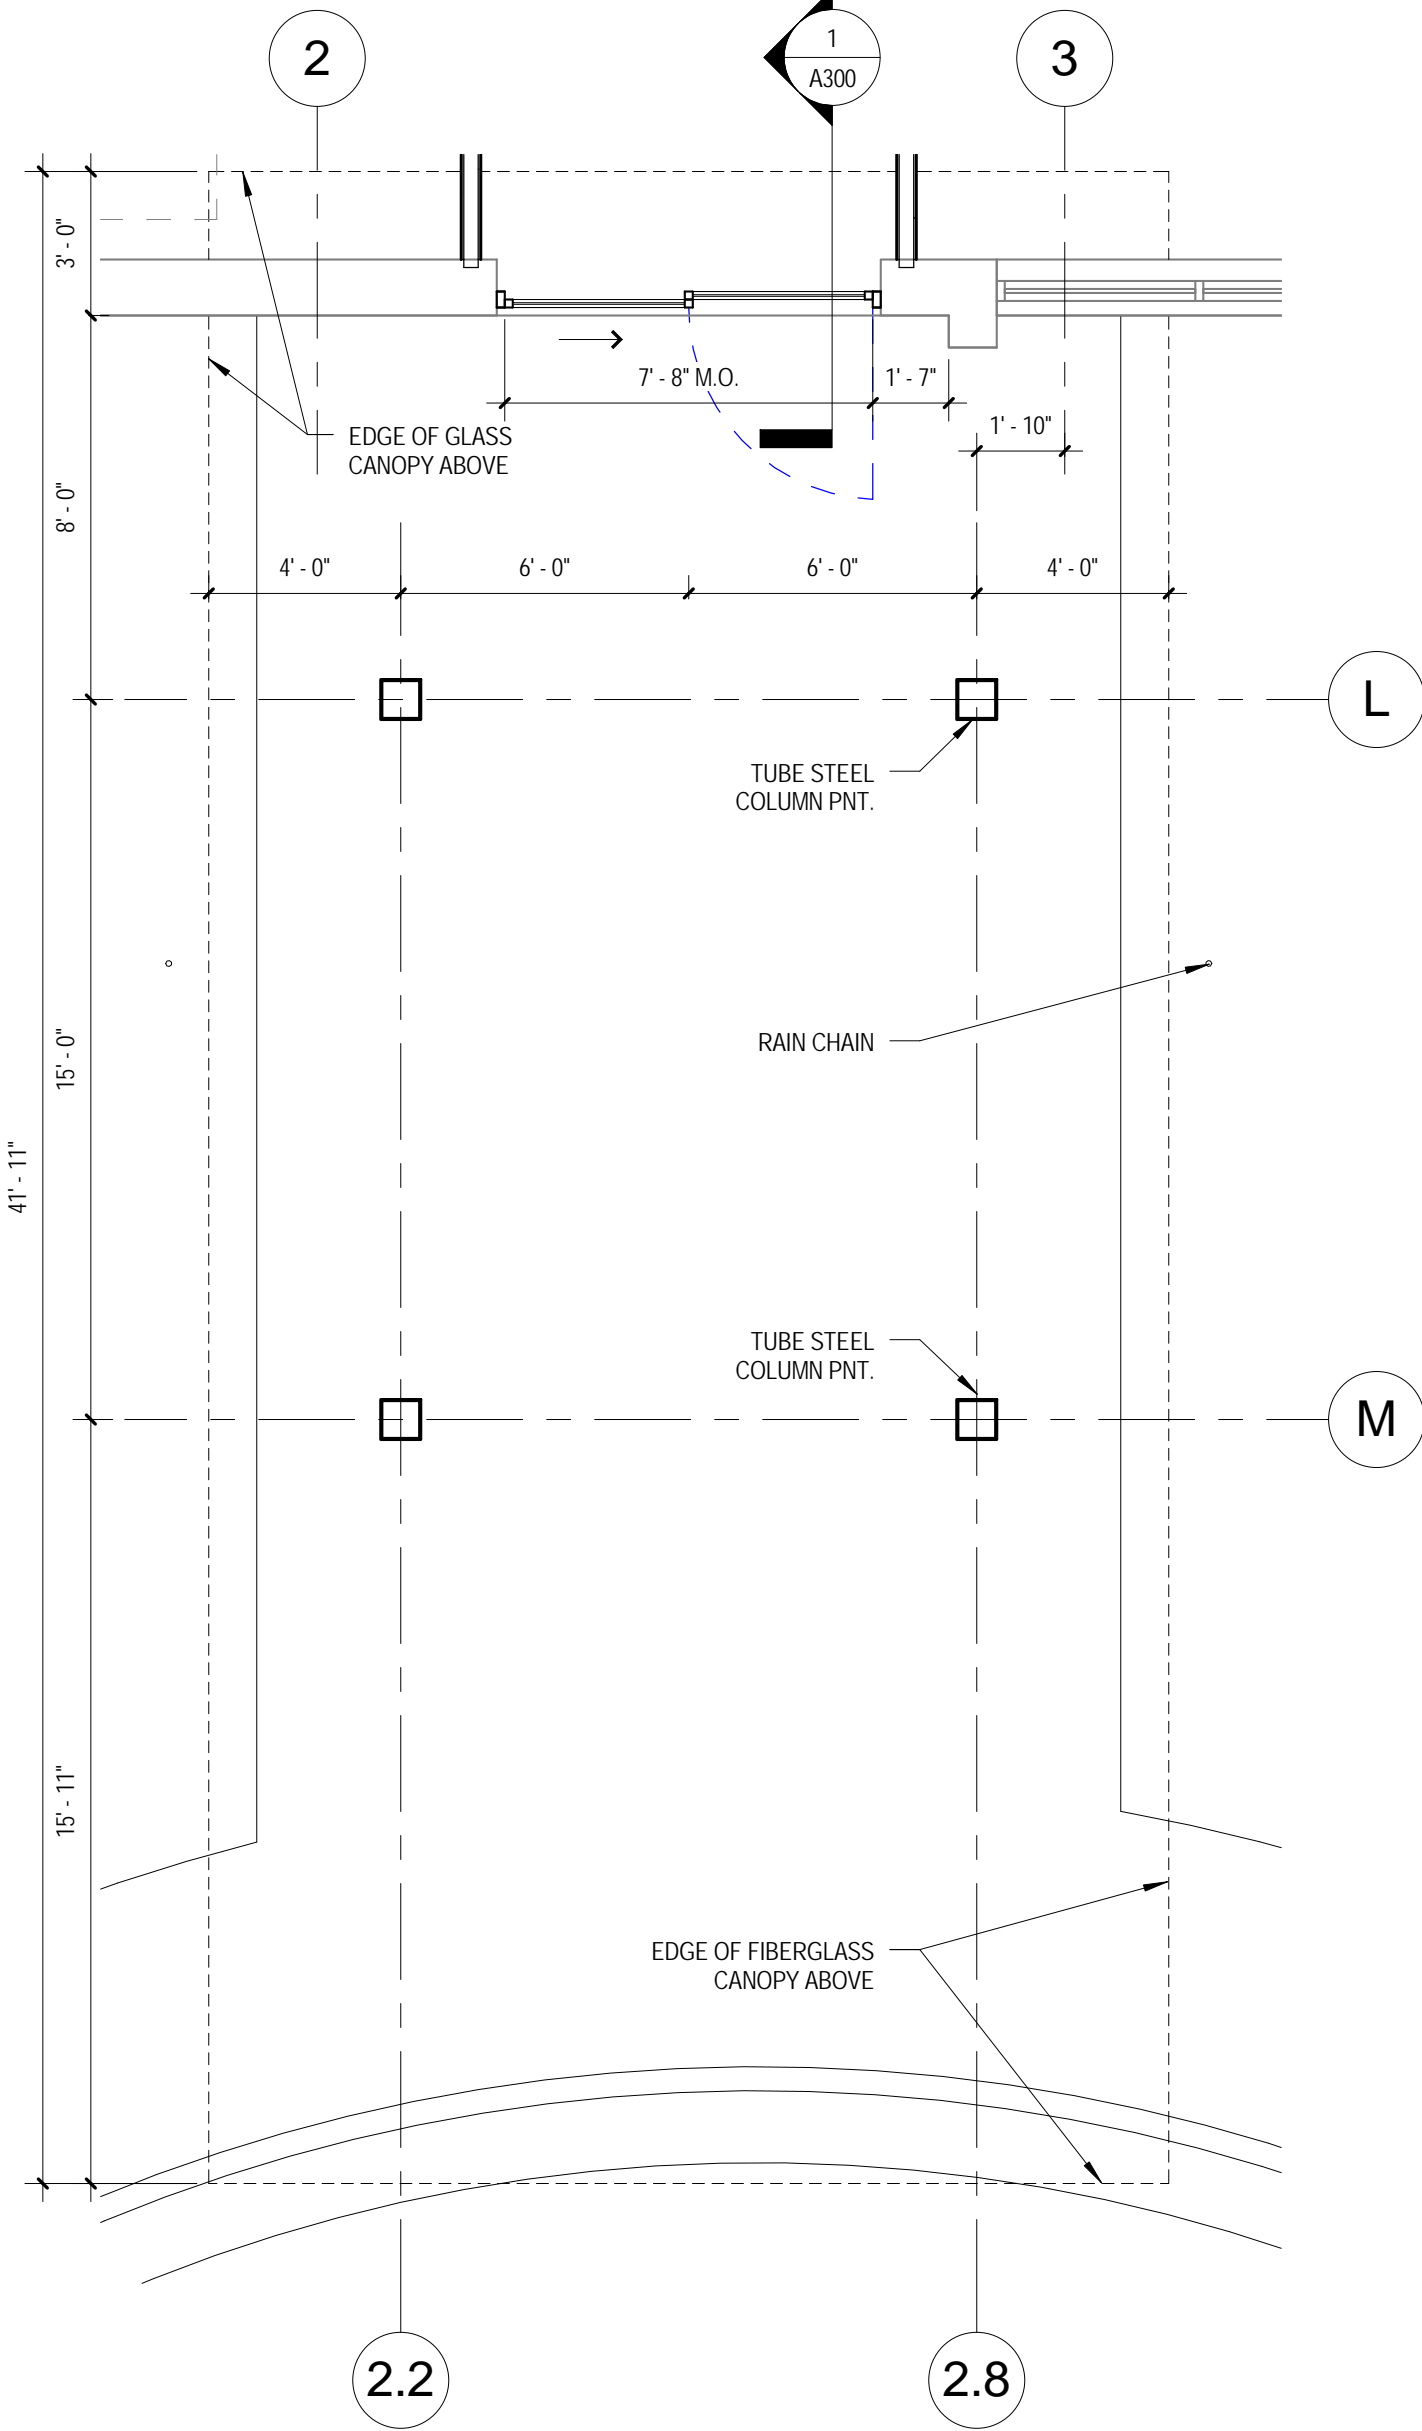 2
1
A300
3
3' - 0"
7' - 8" M.O.
1' - 7"
1' - 10"
EDGE OF GLASS
CANOPY ABOVE
8' - 0"
4' - 0"
6' - 0"
6' - 0"
4' - 0"
L
TUBE STEEL
COLUMN PNT.
RAIN CHAIN
15' - 0"
41' - 11"
TUBE STEEL
COLUMN PNT.
M
15' - 11"
EDGE OF FIBERGLASS
CANOPY ABOVE
2.2
2.8